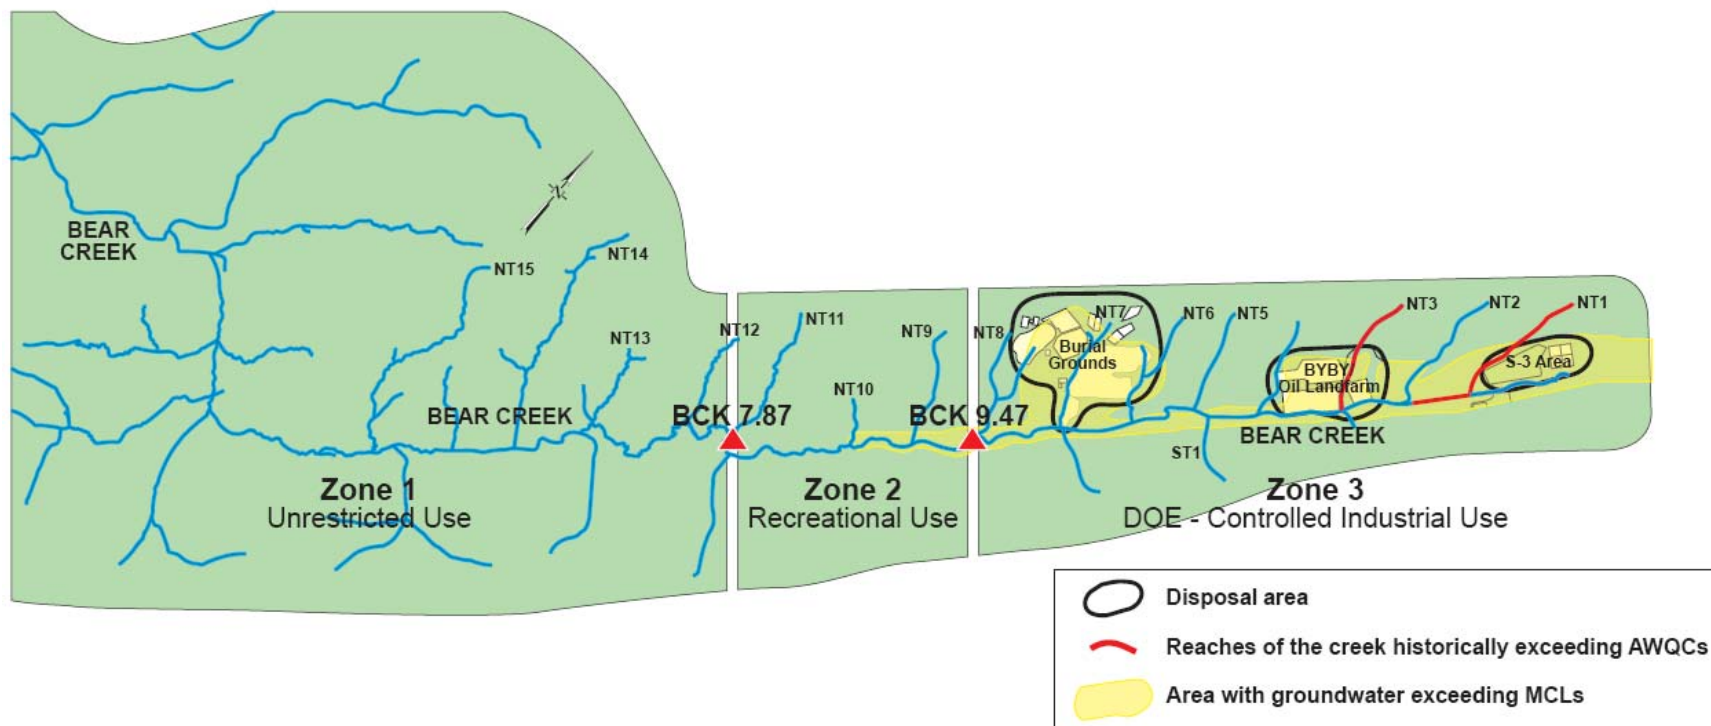 BEAR
CREEK
NT15
NT14
NT13
BEAR CREEK
Zone 1
Unrestricted Use
NT12
NT11
NT10
NT9
BCK 7.87
BCK 9.47
Zone 2
Recreational Use
NT8
NT7
NT6
NT5
NT3
NT2
NT1
Burial
Grounds
BYBY
Oil Landfarm
S-3 Area
BEAR CREEK
ST1
Zone 3
DOE - Controlled Industrial Use
N
Disposal area
Reaches of the creek historically exceeding AWQCs
Area with groundwater exceeding MCLs